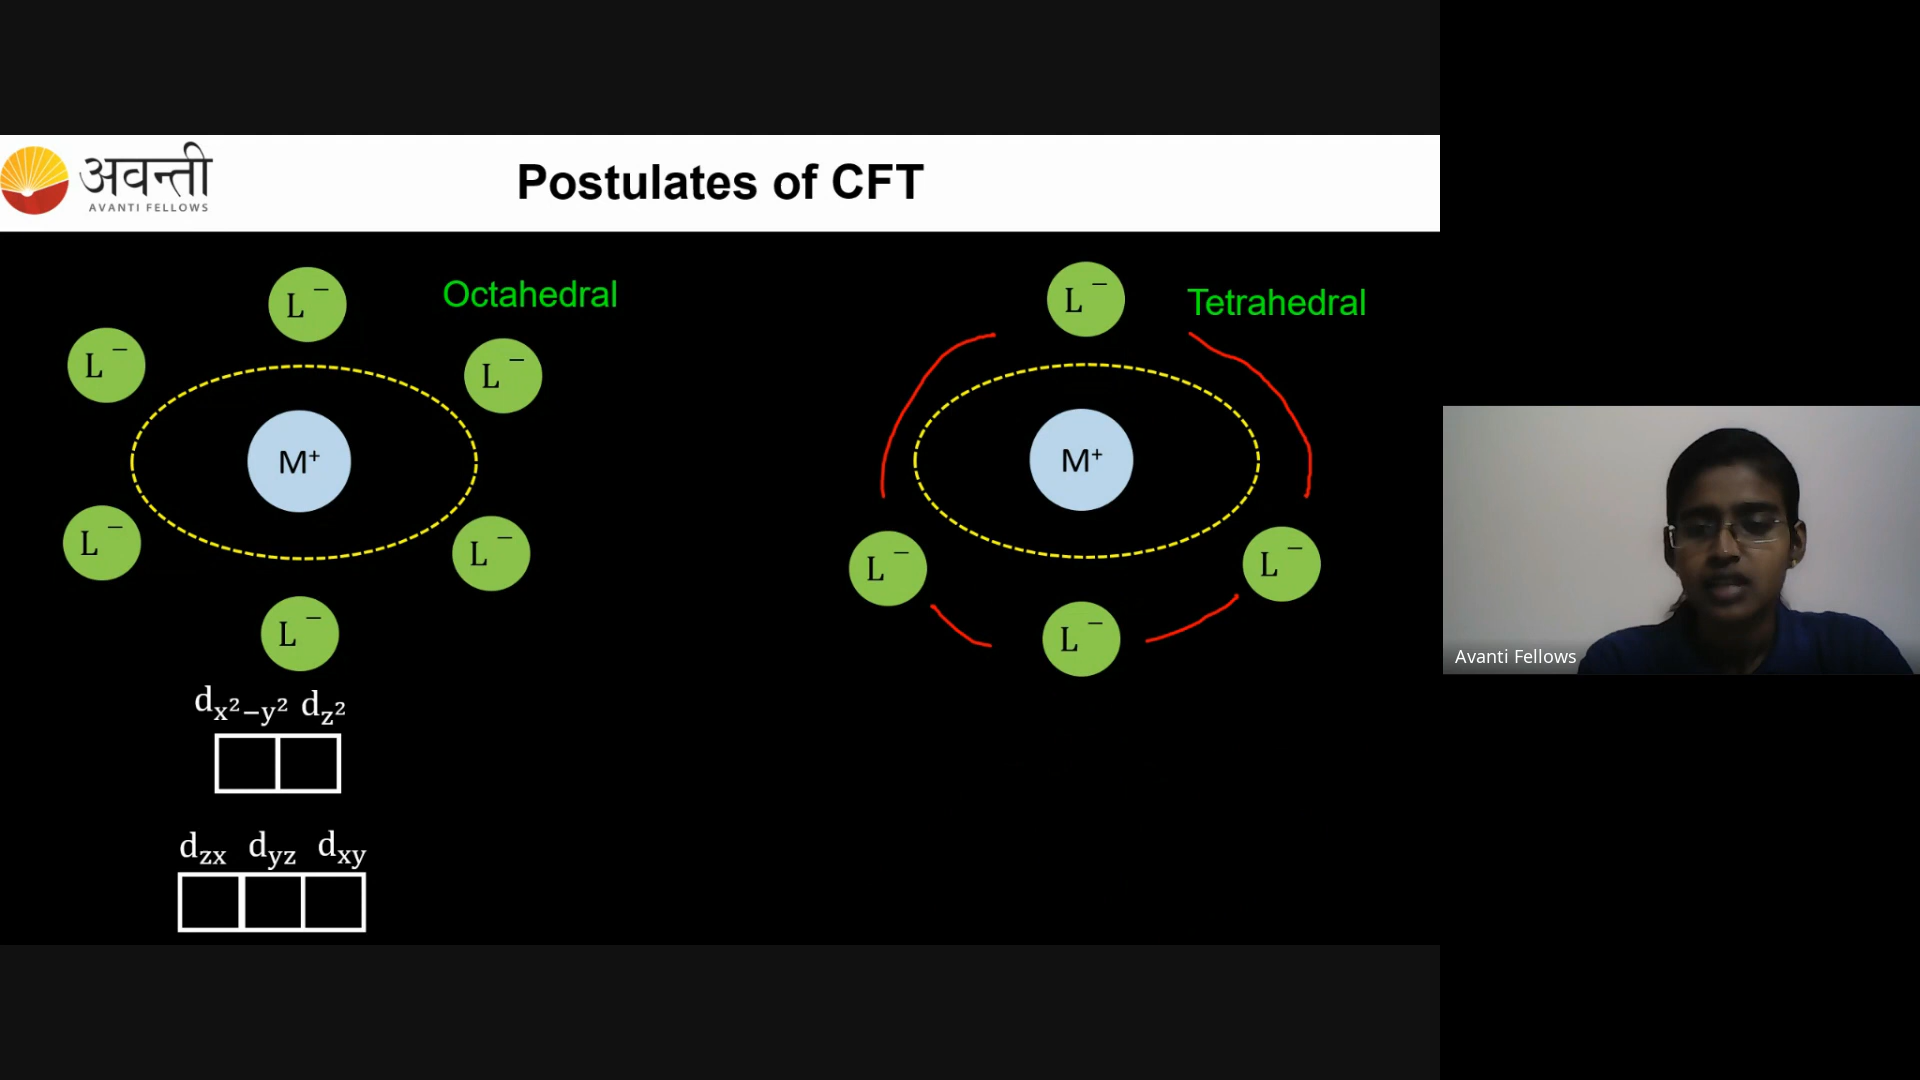 अवन्ती
AVANTI FELLOWS
Postulates of CFT
Octahedral
Tetrahedral
L⁻
L⁻
L⁻
M⁺
L⁻
L⁻
L⁻
L⁻
M⁺
L⁻
L⁻
L⁻
dx²−y² dz²
dzx dyz dxy
Avanti Fellows